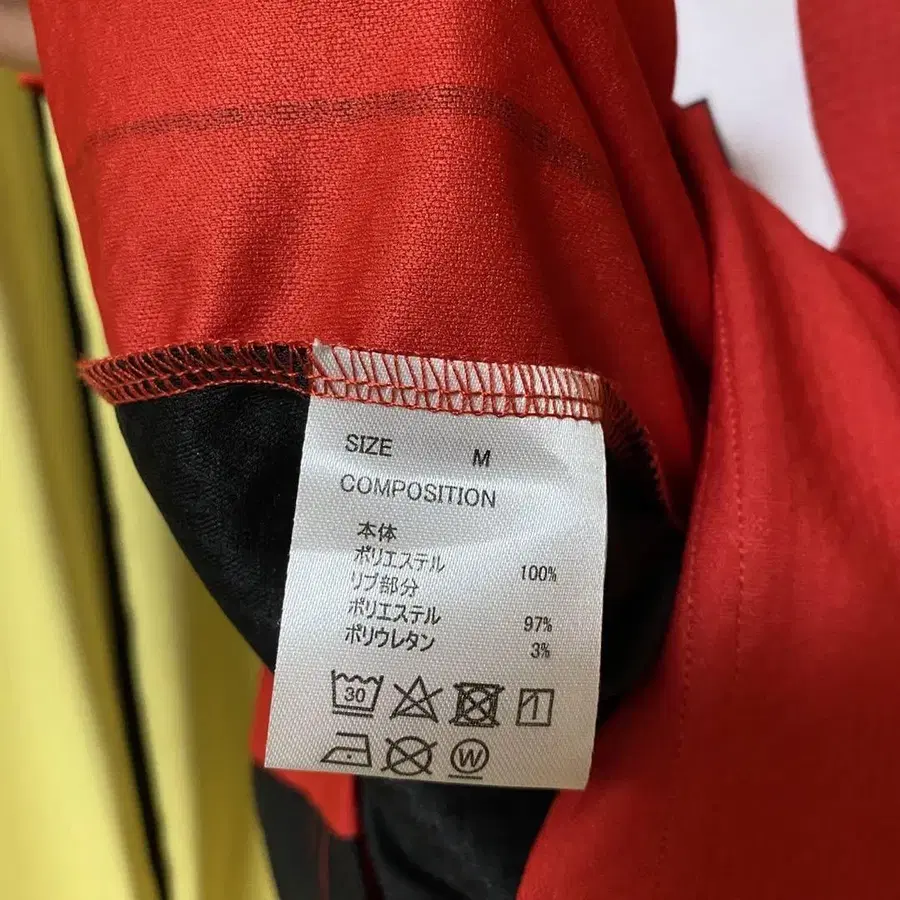 SIZE M
COMPOSITION
本体
ポリエステル 100%
リブ部分
ポリエステル 97%
ポリウレタン 3%
30
W